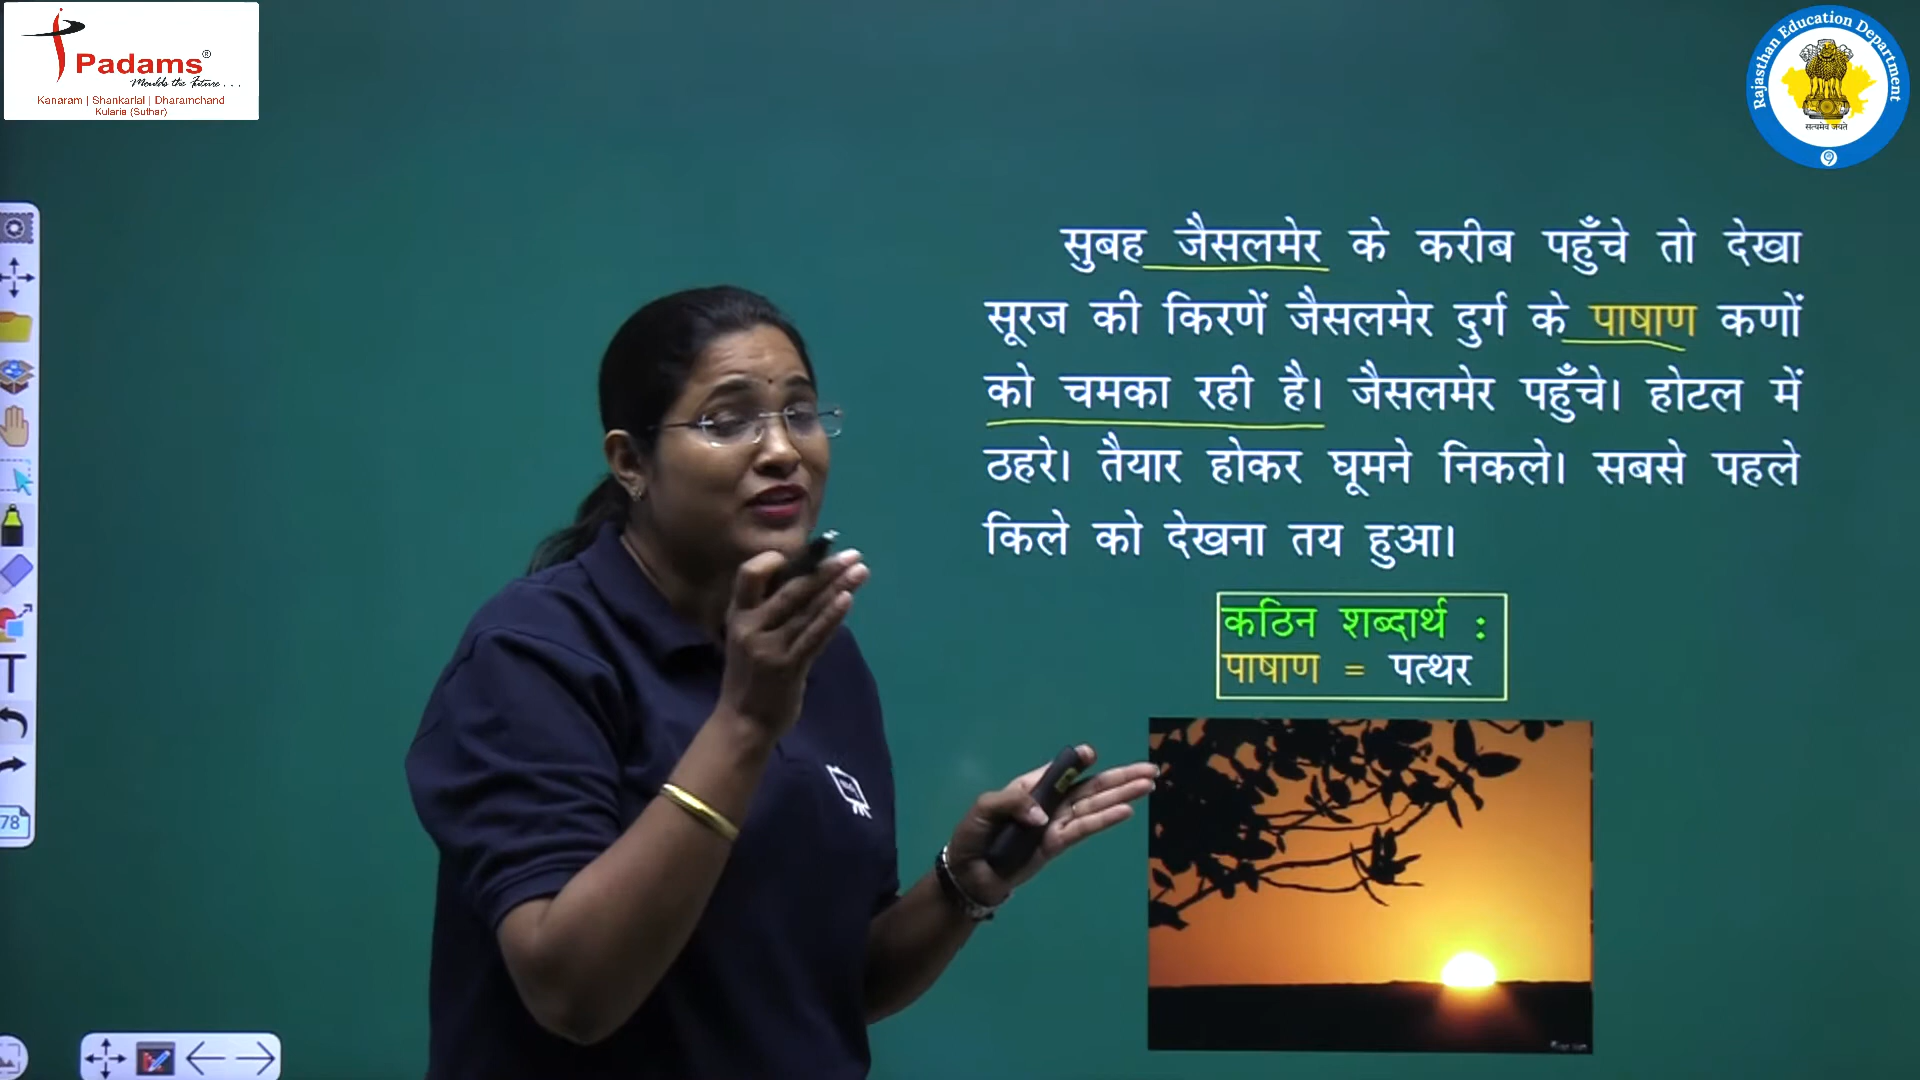 Padams®
Moulds the Future . . .
Kanaram | Shankarlal | Dharamchand
Kularia (Suthar)
Rajasthan Education Department
सत्यमेव जयते
सुबह जैसलमेर के करीब पहुँचे तो देखा
सूरज की किरणें जैसलमेर दुर्ग के पाषाण कणों
को चमका रही है। जैसलमेर पहुँचे। होटल में
ठहरे। तैयार होकर घूमने निकले। सबसे पहले
किले को देखना तय हुआ।
कठिन शब्दार्थ :
पाषाण = पत्थर
T
78